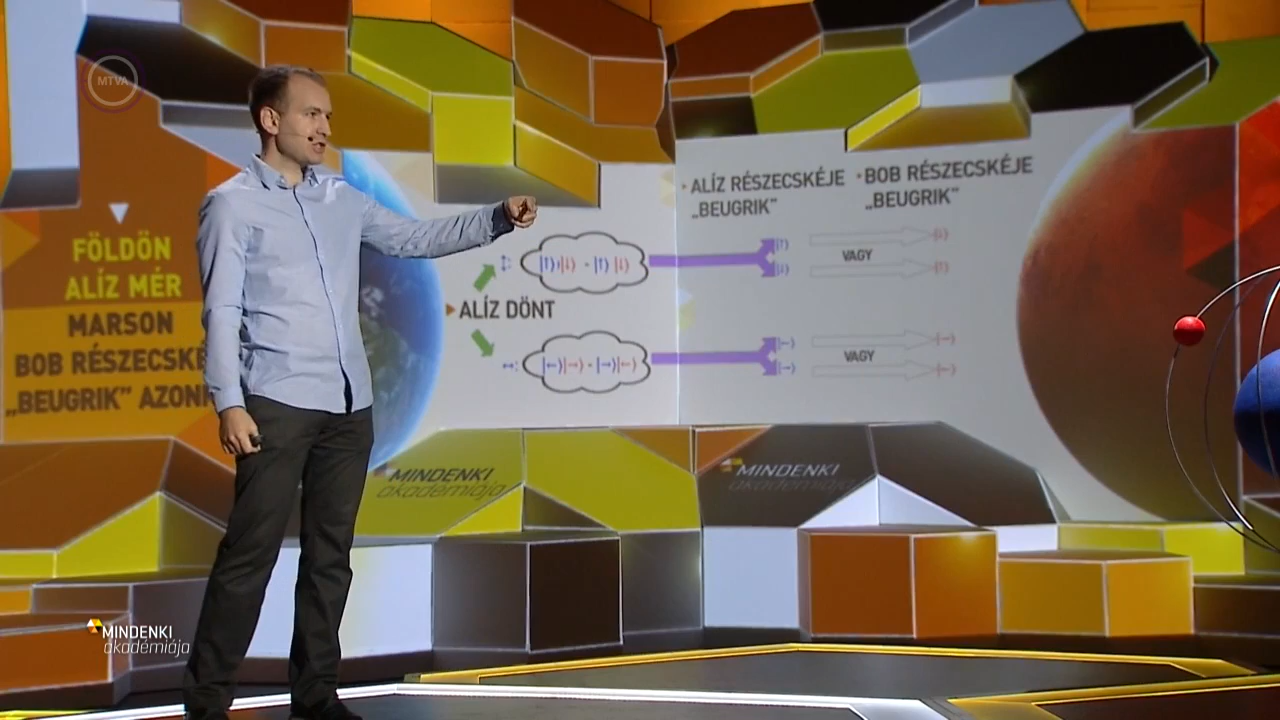 MTVA
FÖLDÖN
ALÍZ MÉR
MARSON
BOB RÉSZECSKÉ
„BEUGRIK” AZON
ALÍZ DÖNT
↕:
|↑⟩|↓⟩ - |↑⟩|↓⟩
↔:
|←⟩|→⟩ - |→⟩|←⟩
• ALÍZ RÉSZECSKÉJE
„BEUGRIK”
• BOB RÉSZECSKÉJE
„BEUGRIK”
|↑⟩
|↓⟩
VAGY
|↓⟩
|↑⟩
|←⟩
|→⟩
VAGY
|→⟩
|←⟩
MINDENKI
akadémiája
MINDENKI
akadémiája
MINDENKI
akadémiája